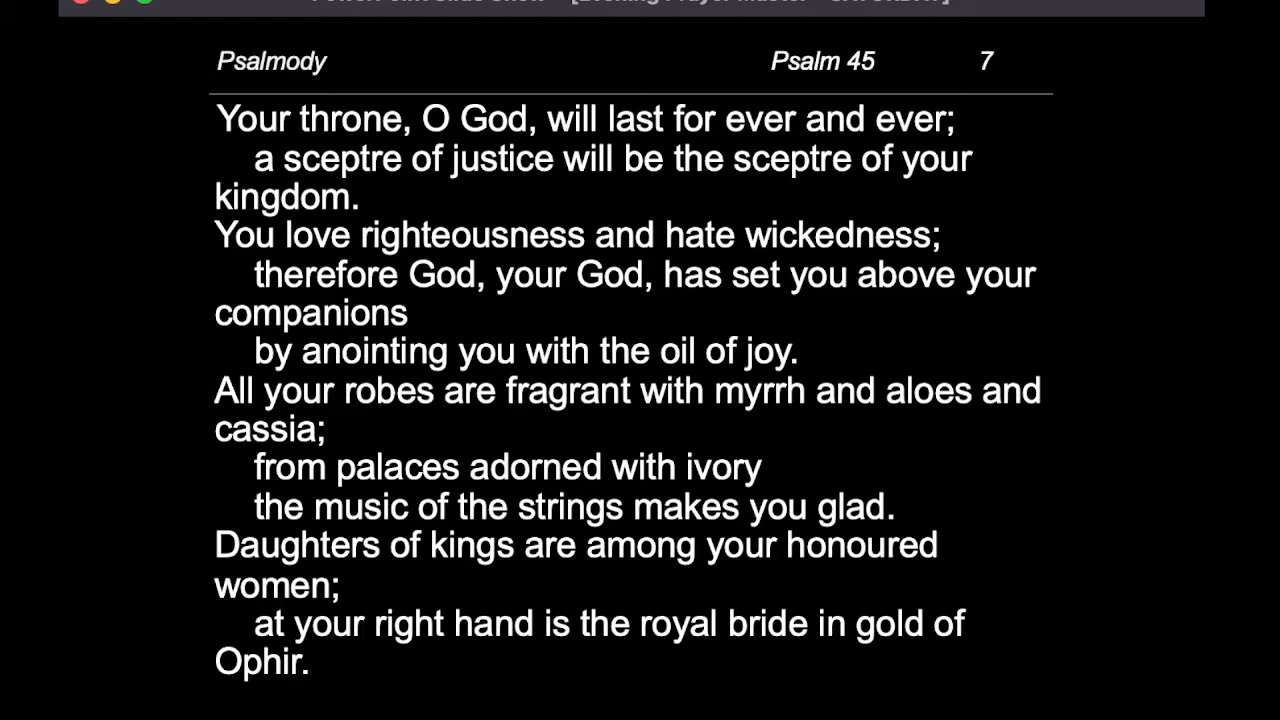 Psalmody Psalm 45 7
Your throne, O God, will last for ever and ever;
a sceptre of justice will be the sceptre of your
kingdom.
You love righteousness and hate wickedness;
therefore God, your God, has set you above your
companions
by anointing you with the oil of joy.
All your robes are fragrant with myrrh and aloes and
cassia;
from palaces adorned with ivory
the music of the strings makes you glad.
Daughters of kings are among your honoured
women;
at your right hand is the royal bride in gold of
Ophir.